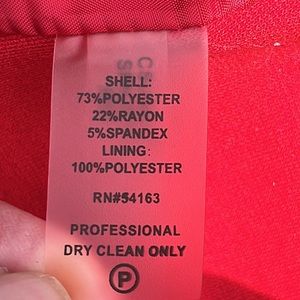 SHELL:
73%POLYESTER
22%RAYON
5%SPANDEX
LINING:
100%POLYESTER
RN#54163
PROFESSIONAL
DRY CLEAN ONLY
P